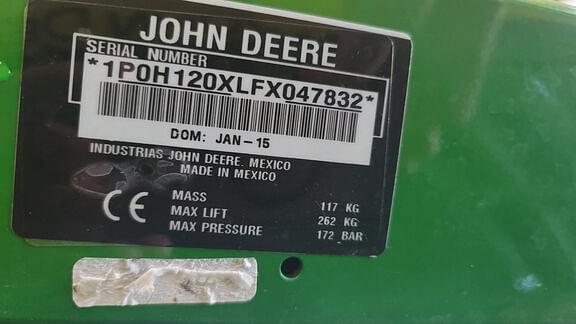 JOHN DEERE
SERIAL NUMBER
*1P0H120XLFX047832*
DOM: JAN-15
INDUSTRIAS JOHN DEERE. MEXICO
MADE IN MEXICO
CE
MASS 117 KG
MAX LIFT 262 KG
MAX PRESSURE 172 BAR